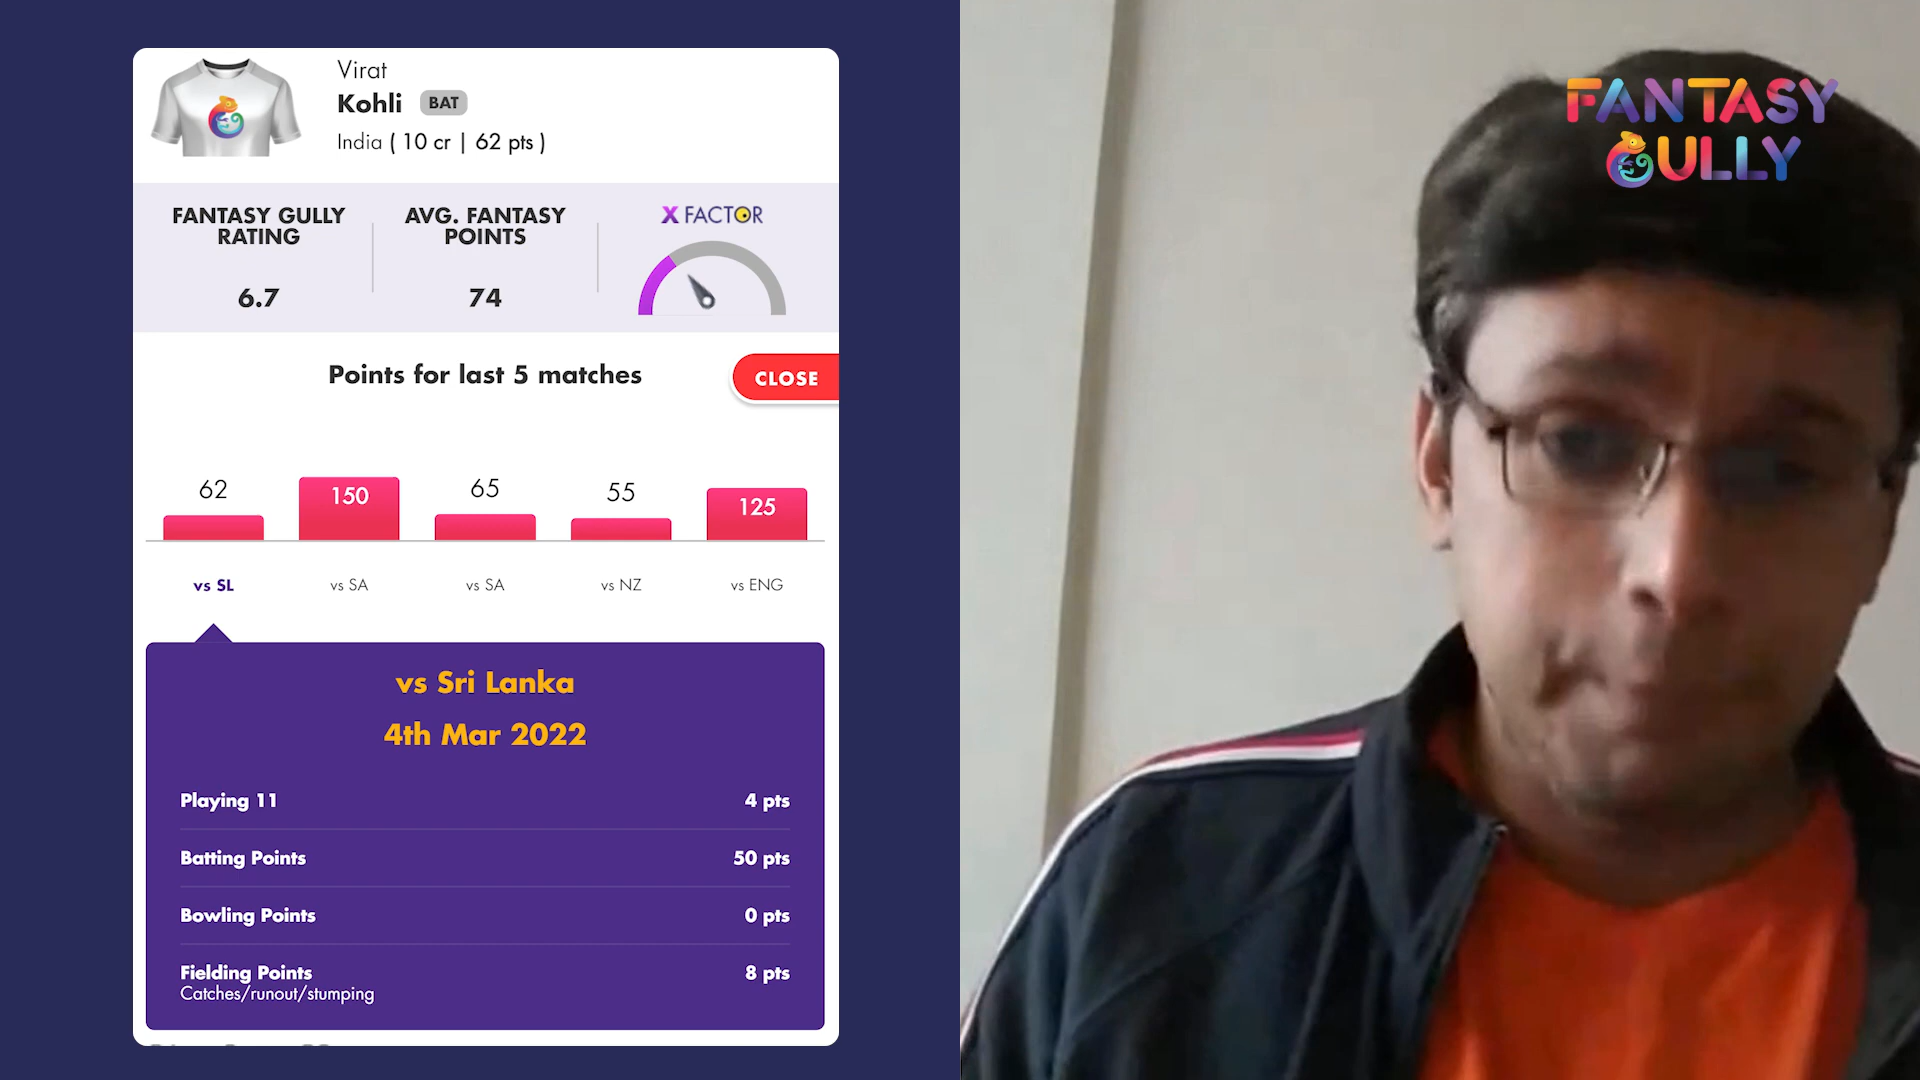 Virat
Kohli BAT
India ( 10 cr | 62 pts )
FANTASY GULLY
RATING
6.7
AVG. FANTASY
POINTS
74
X FACTOR
Points for last 5 matches
CLOSE
62
150
65
55
125
vs SL
vs SA
vs SA
vs NZ
vs ENG
vs Sri Lanka
4th Mar 2022
Playing 11
4 pts
Batting Points
50 pts
Bowling Points
0 pts
Fielding Points
8 pts
Catches/runout/stumping
FANTASY
GULLY